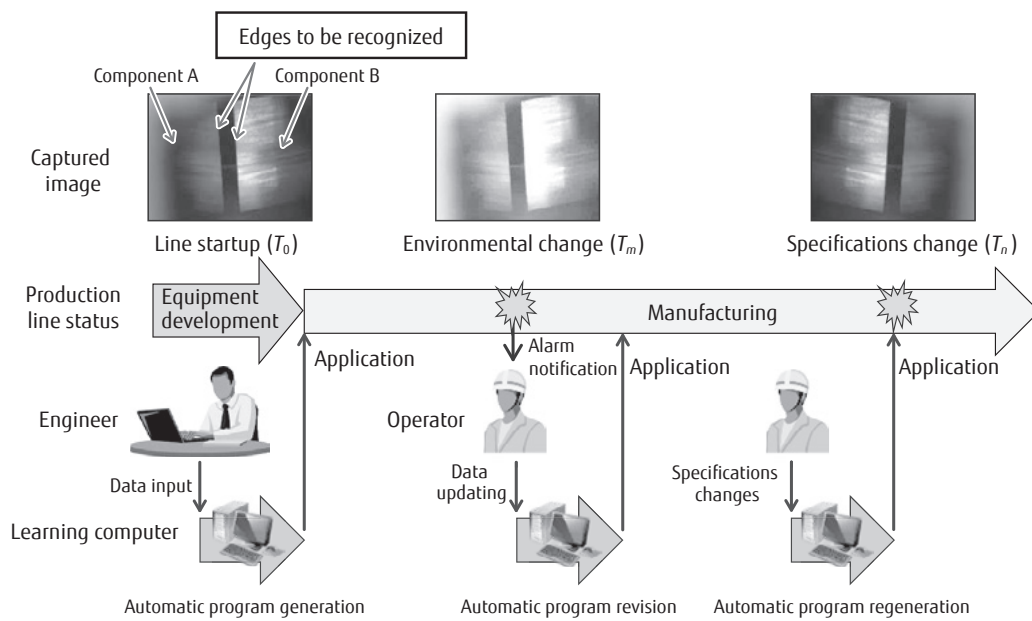 Edges to be recognized
Component A
Component B
Captured
image
Line startup (T0)
Environmental change (Tm)
Specifications change (Tn)
Production
line status
Equipment
development
Manufacturing
Application
Alarm
notification
Application
Application
Engineer
Operator
Data input
Data
updating
Specifications
changes
Learning computer
Automatic program generation
Automatic program revision
Automatic program regeneration